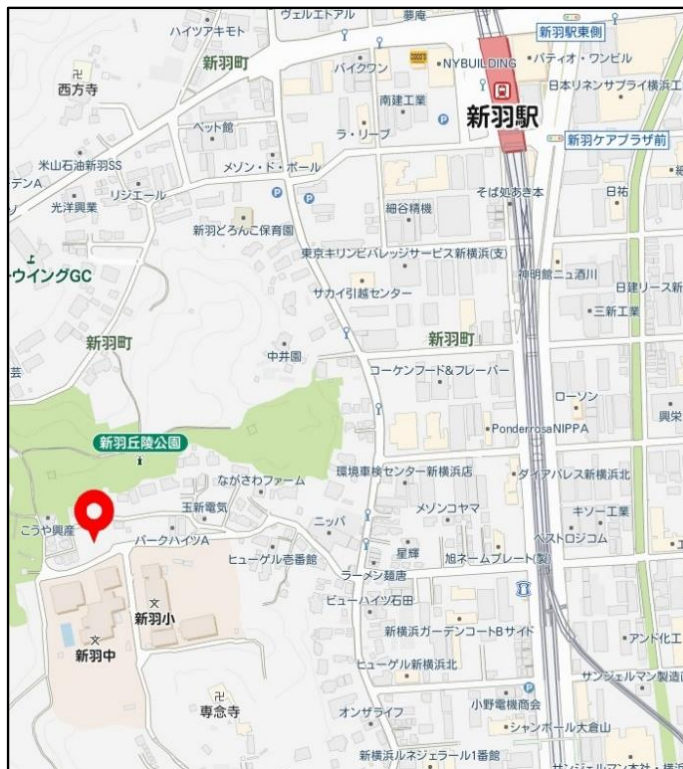 ヴェルエトアル
夢庵
ハイツアキモト
新羽駅東側
新羽町
バイクワン
NYBUILDING
パティオ・ワンビル
西方寺
日本リネンサプライ横浜工
南建工業
新羽駅
ペット館
ラ・リーブ
新羽ケアプラザ前
米山石油新羽SS
メゾン・ド・ポール
デンA
リジエール
そば処あき本
光洋興業
細谷精機
日祐
新羽どろんこ保育園
東京キリンビバレッジサービス新横浜(支)
ーウイングGC
神明館ニュ酒川
サカイ引越センター
日建リース新
三新工業
新羽町
新羽町
中井園
芸
コーケンフード&フレーバー
ローソン
興栄
PonderrosaNIPPA
新羽丘陵公園
環境車検センター新横浜店
ダイアパレス新横浜北
ながさわファーム
玉新電気
メゾンコヤマ
キソー工業
こうや興産
ニッパ
パークハイツA
ベストロジコム
星輝
ヒューゲル壱番館
旭ネームプレート(製)
ラーメン麺唐
ビューハイツ石田
新羽小
新横浜ガーデンコートBサイド
アンド化工
新羽中
ヒューゲル新横浜北
サンジェルマン製造
専念寺
小野電機商会
オンザライフ
シャンボール大倉山
新横浜ルネジェラール1番館
サンジェルマン本社・横浜